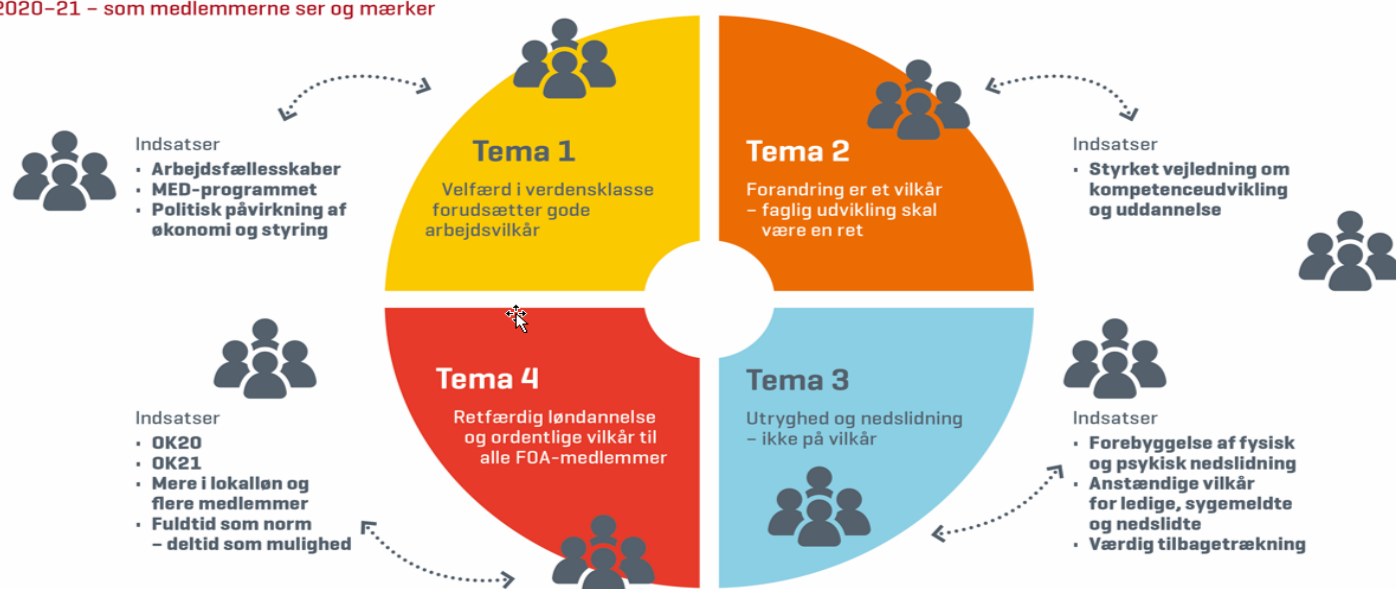 2020–21 – som medlemmerne ser og mærker
Indsatser
· Arbejdsfællesskaber
· MED-programmet
· Politisk påvirkning af
økonomi og styring
Tema 1
Velfærd i verdensklasse
forudsætter gode
arbejdsvilkår
Tema 2
Forandring er et vilkår
– faglig udvikling skal
være en ret
Indsatser
· Styrket vejledning om
kompetenceudvikling
og uddannelse
Indsatser
· OK20
· OK21
· Mere i lokalløn og
flere medlemmer
· Fuldtid som norm
– deltid som mulighed
Tema 4
Retfærdig løndannelse
og ordentlige vilkår til
alle FOA-medlemmer
Tema 3
Utryghed og nedslidning
– ikke på vilkår
Indsatser
· Forebyggelse af fysisk
og psykisk nedslidning
· Anstændige vilkår
for ledige, sygemeldte
og nedslidte
· Værdig tilbagetrækning